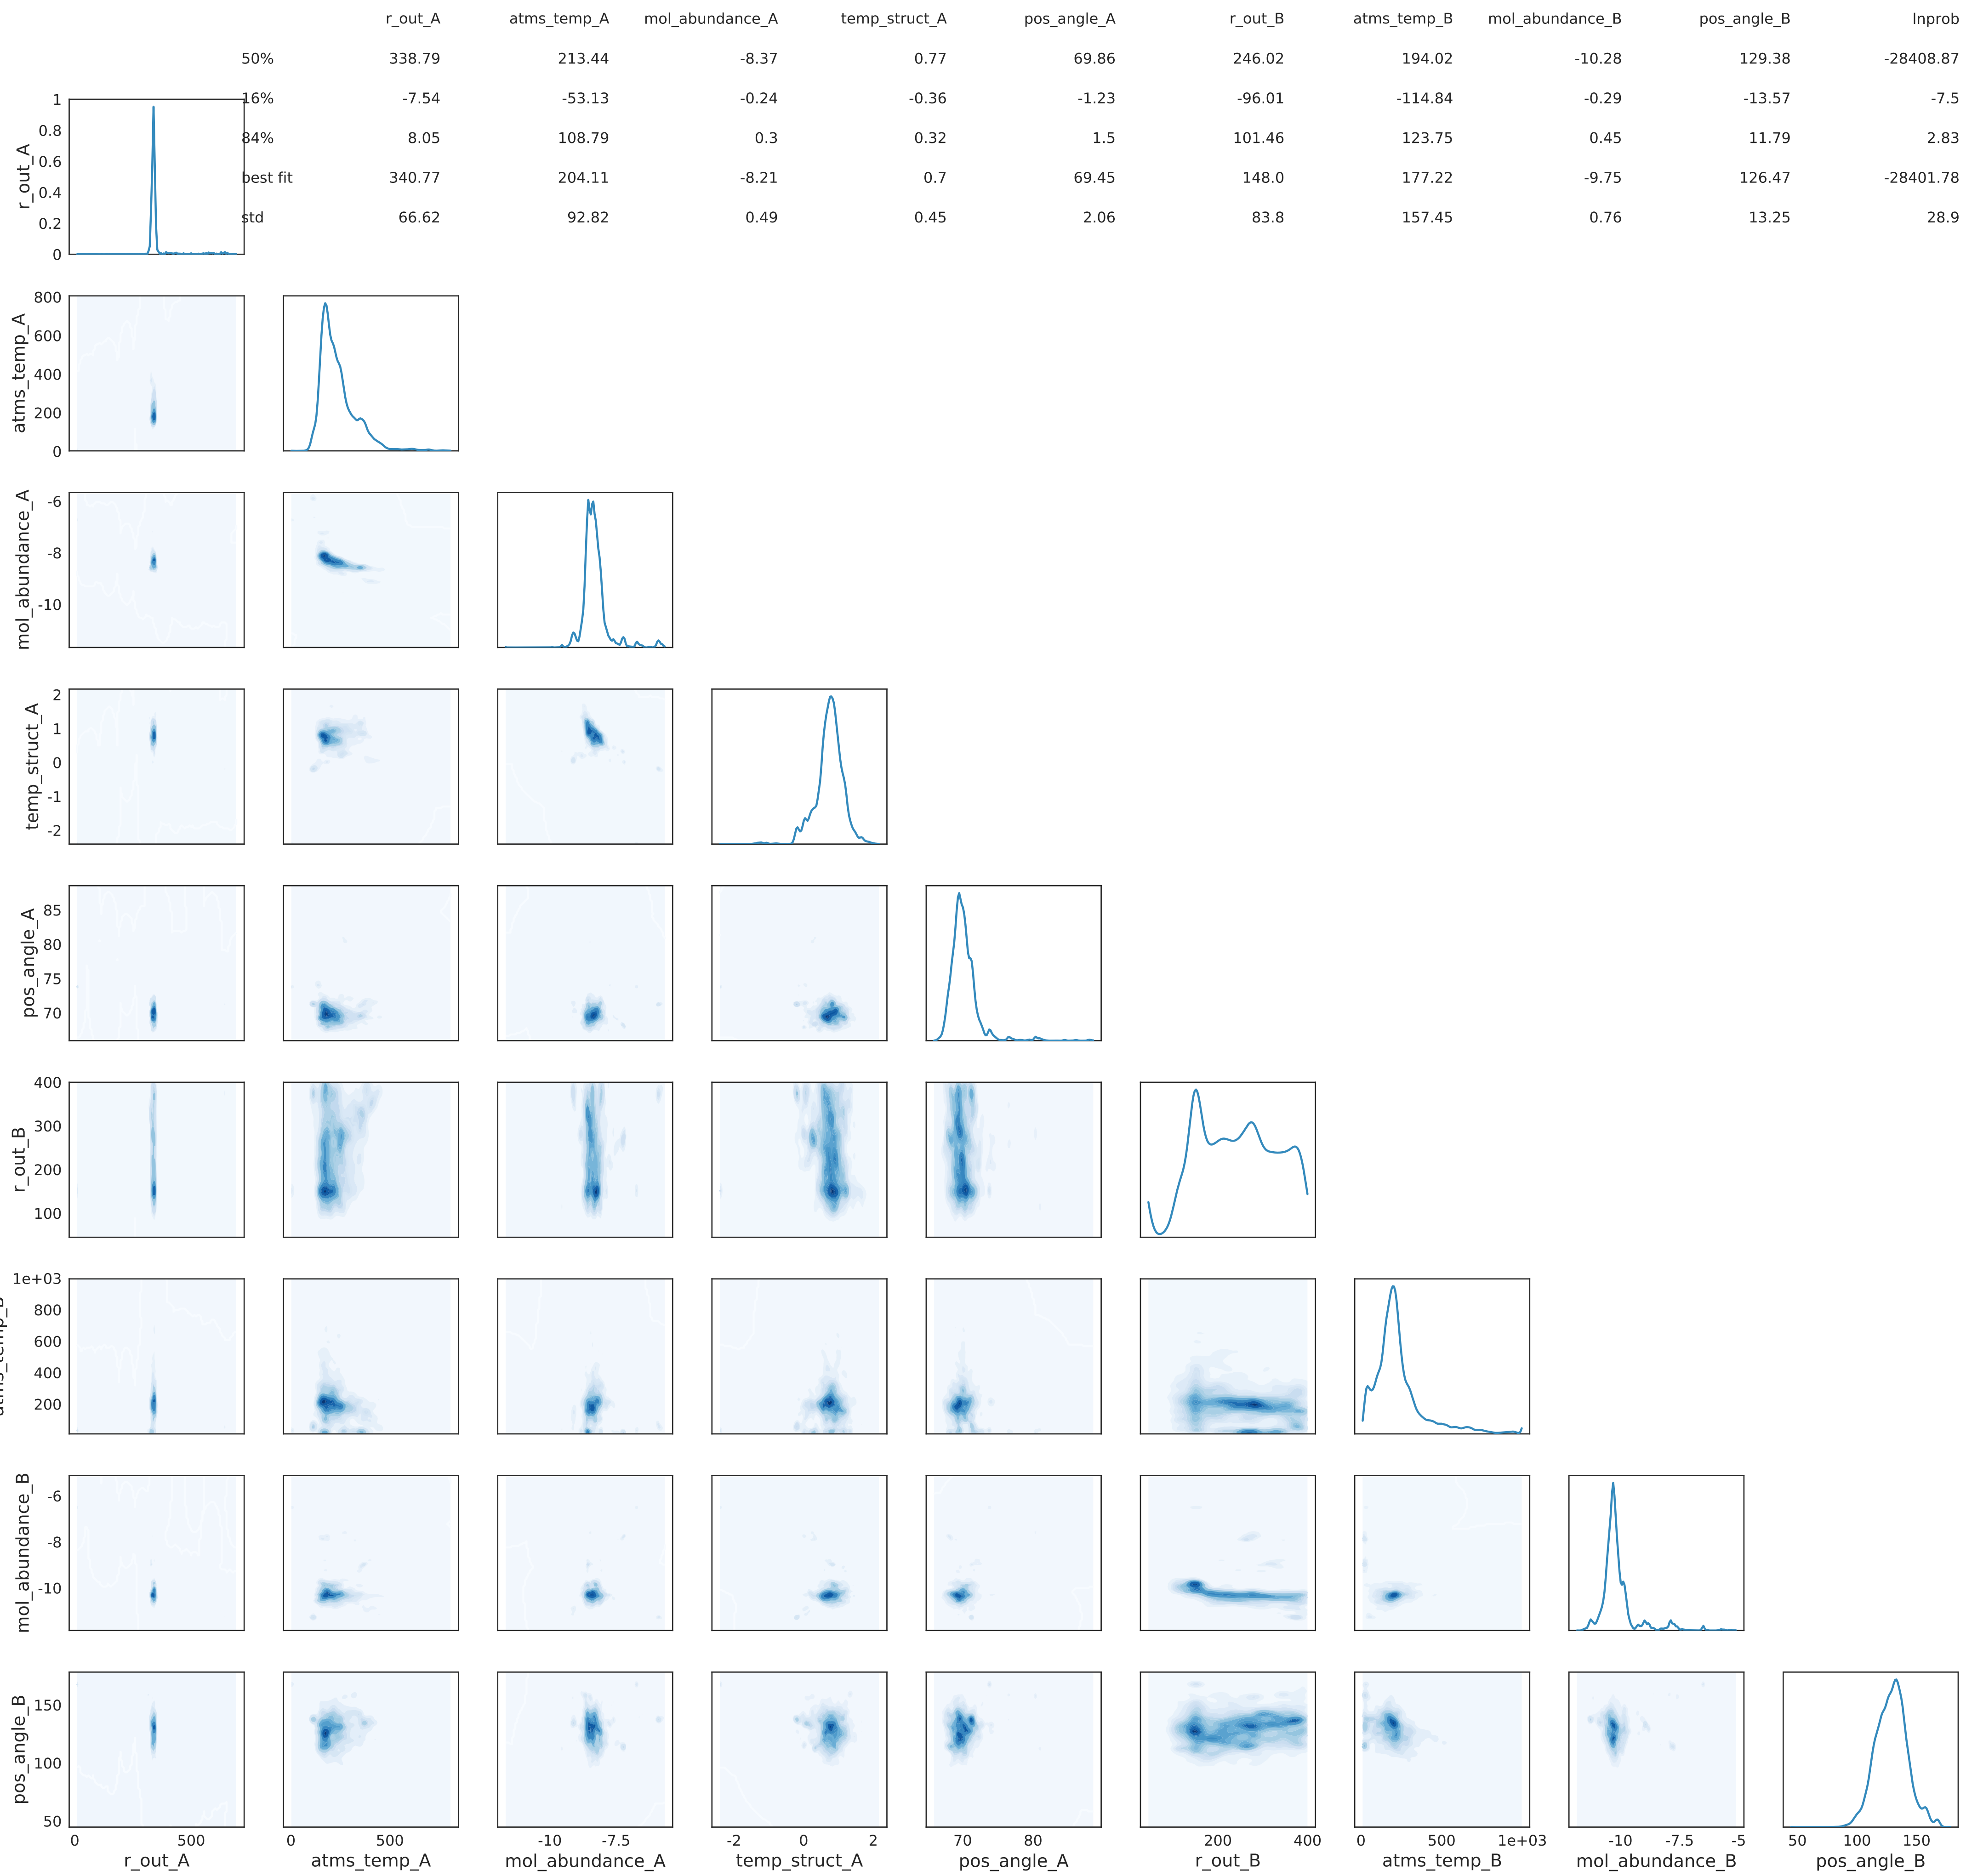 r_out_A atms_temp_A mol_abundance_A temp_struct_A pos_angle_A r_out_B atms_temp_B mol_abundance_B pos_angle_B lnprob
50% 338.79 213.44 -8.37 0.77 69.86 246.02 194.02 -10.28 129.38 -28408.87
16% -7.54 -53.13 -0.24 -0.36 -1.23 -96.01 -114.84 -0.29 -13.57 -7.5
84% 8.05 108.79 0.3 0.32 1.5 101.46 123.75 0.45 11.79 2.83
best fit 340.77 204.11 -8.21 0.7 69.45 148.0 177.22 -9.75 126.47 -28401.78
std 66.62 92.82 0.49 0.45 2.06 83.8 157.45 0.76 13.25 28.9
1
0.8
0.6
0.4
0.2
0
r_out_A
800
600
400
200
0
atms_temp_A
-6
-8
-10
mol_abundance_A
2
1
0
-1
-2
temp_struct_A
85
80
75
70
pos_angle_A
400
300
200
100
r_out_B
1e+03
800
600
400
200
atms_temp_B
-6
-8
-10
mol_abundance_B
150
100
50
pos_angle_B
0 500 0 500 -10 -7.5 -2 0 2 70 80 200 400 0 500 1e+03 -10 -7.5 -5 50 100 150
r_out_A atms_temp_A mol_abundance_A temp_struct_A pos_angle_A r_out_B atms_temp_B mol_abundance_B pos_angle_B